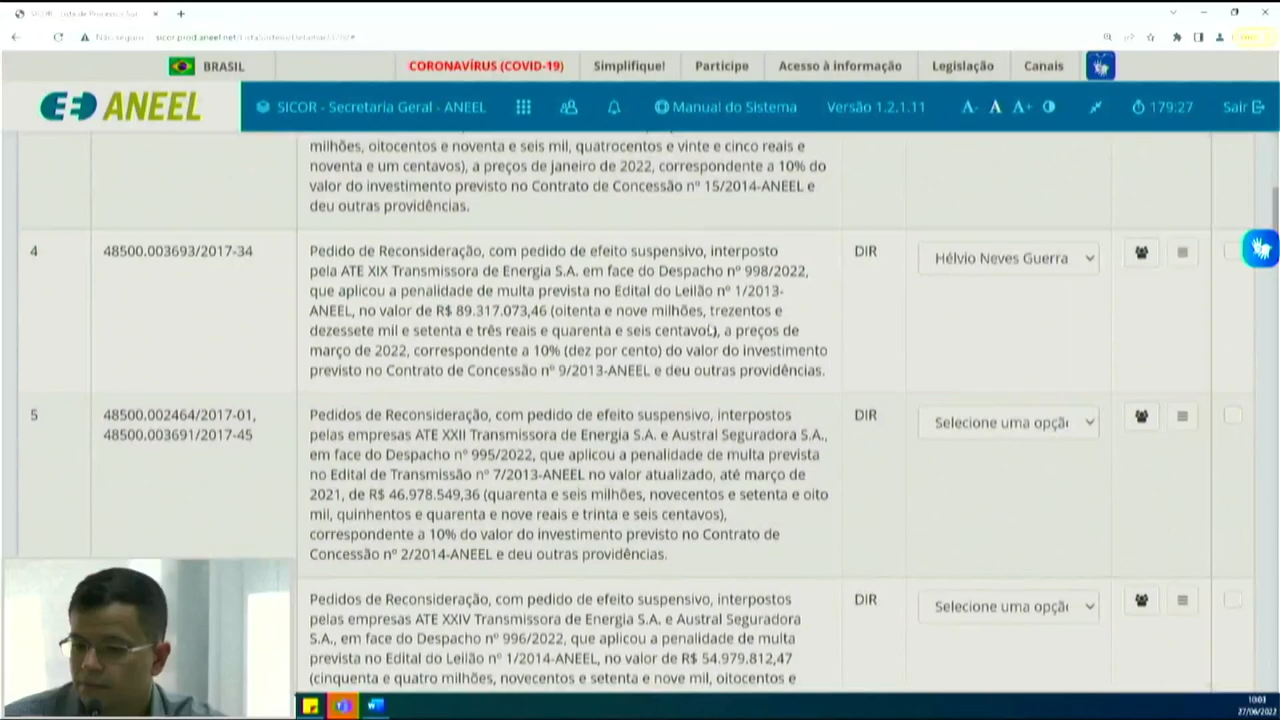 SICOR - Lista de Processo Sor
Não seguro
BRASIL
CORONAVÍRUS (COVID-19)
Simplifique!
Participe
Acesso à informação
Legislação
Canais
ANEEL
SICOR - Secretaria Geral - ANEEL
Manual do Sistema
Versão 1.2.1.11
A-
A
A+
179:27
Sair
milhões, oitocentos e noventa e seis mil, quatrocentos e vinte e cinco reais e
noventa e um centavos), a preços de janeiro de 2022, correspondente a 10% do
valor do investimento previsto no Contrato de Concessão nº 15/2014-ANEEL e
deu outras providências.
4
48500.003693/2017-34
Pedido de Reconsideração, com pedido de efeito suspensivo, interposto
pela ATE XIX Transmissora de Energia S.A. em face do Despacho nº 998/2022,
que aplicou a penalidade de multa prevista no Edital do Leilão nº 1/2013-
ANEEL, no valor de R$ 89.317.073,46 (oitenta e nove milhões, trezentos e
dezessete mil e setenta e três reais e quarenta e seis centavos), a preços de
março de 2022, correspondente a 10% (dez por cento) do valor do investimento
previsto no Contrato de Concessão nº 9/2013-ANEEL e deu outras providências.
DIR
Hélvio Neves Guerra
5
48500.002464/2017-01,
48500.003691/2017-45
Pedidos de Reconsideração, com pedido de efeito suspensivo, interpostos
pelas empresas ATE XXII Transmissora de Energia S.A. e Austral Seguradora S.A.,
em face do Despacho nº 995/2022, que aplicou a penalidade de multa prevista
no Edital de Transmissão nº 7/2013-ANEEL no valor atualizado, até março de
2021, de R$ 46.978.549,36 (quarenta e seis milhões, novecentos e setenta e oito
mil, quinhentos e quarenta e nove reais e trinta e seis centavos),
correspondente a 10% do valor do investimento previsto no Contrato de
Concessão nº 2/2014-ANEEL e deu outras providências.
DIR
Selecione uma opçã
Pedidos de Reconsideração, com pedido de efeito suspensivo, interpostos
pelas empresas ATE XXIV Transmissora de Energia S.A. e Austral Seguradora
S.A., em face do Despacho nº 996/2022, que aplicou a penalidade de multa
prevista no Edital do Leilão nº 1/2014-ANEEL, no valor de R$ 54.979.812,47
(cinquenta e quatro milhões, novecentos e setenta e nove mil, oitocentos e
DIR
Selecione uma opçã
10:03
27/06/2022